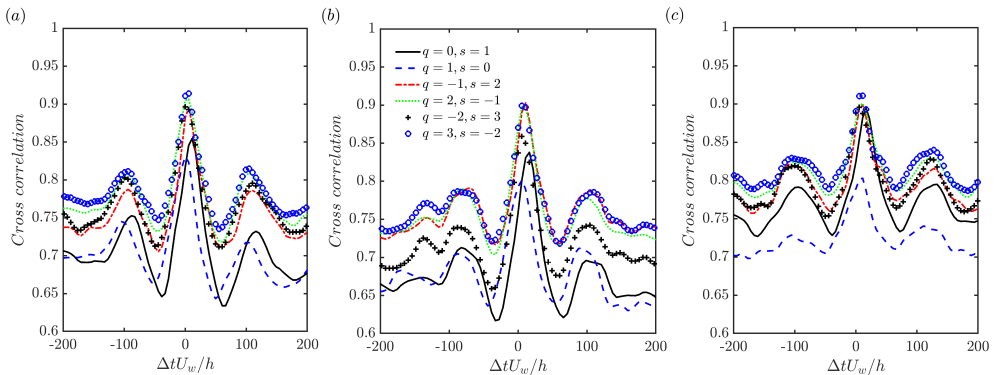 (a)
1
0.95
0.9
0.85
0.8
0.75
0.7
0.65
0.6
-200 -100 0 100 200
Cross correlation
ΔtU_w/h
(b)
1
0.95
0.9
0.85
0.8
0.75
0.7
0.65
0.6
-200 -100 0 100 200
Cross correlation
ΔtU_w/h
q = 0, s = 1
q = 1, s = 0
q = −1, s = 2
q = 2, s = −1
q = −2, s = 3
q = 3, s = −2
(c)
1
0.95
0.9
0.85
0.8
0.75
0.7
0.65
0.6
-200 -100 0 100 200
Cross correlation
ΔtU_w/h